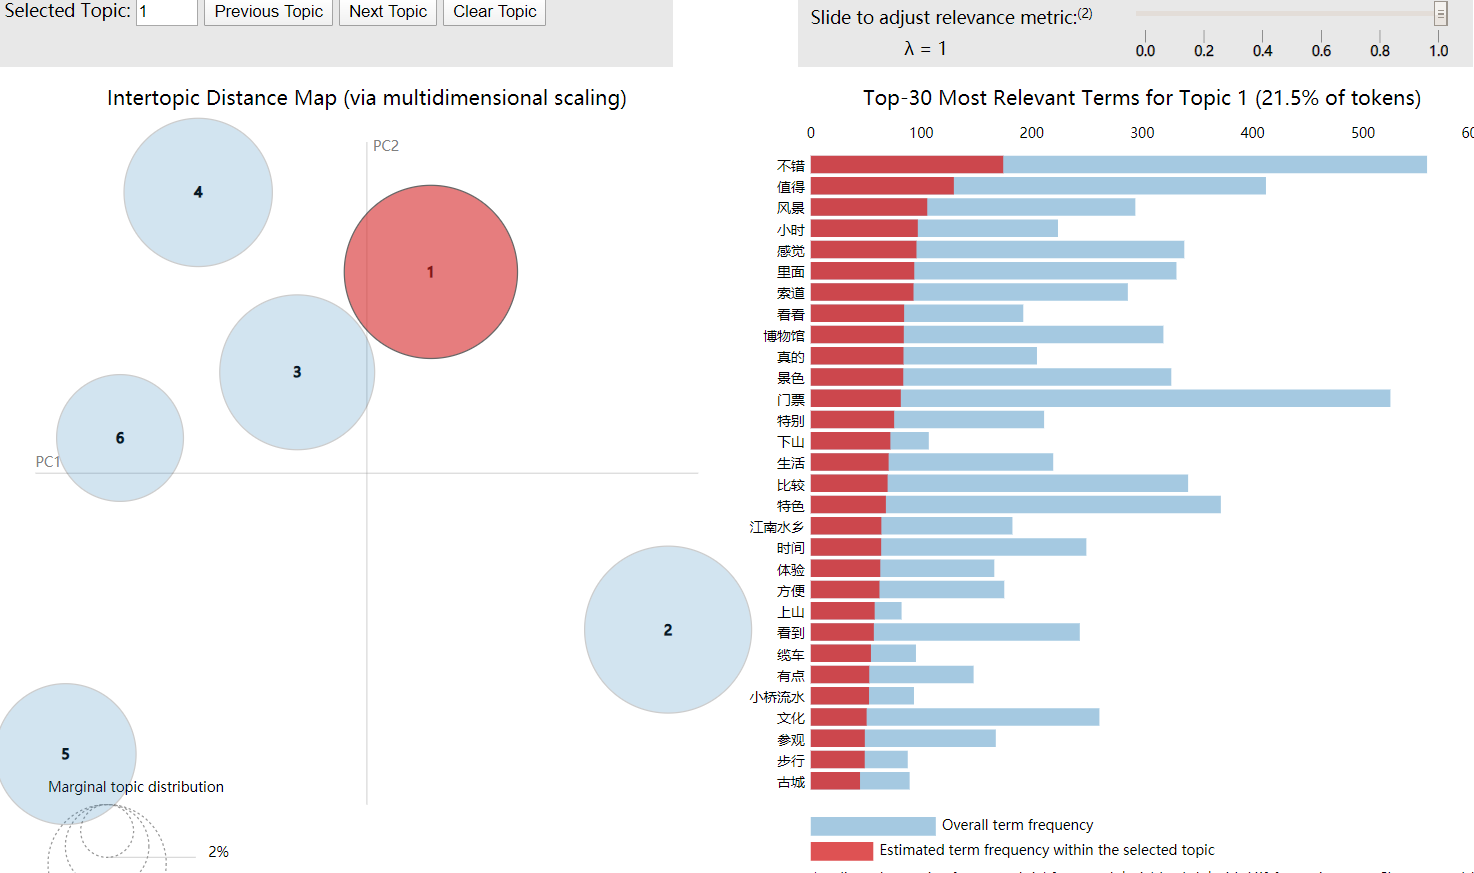 Selected Topic: 1 Previous Topic Next Topic Clear Topic
Slide to adjust relevance metric:(2)
λ = 1
0.0 0.2 0.4 0.6 0.8 1.0
Intertopic Distance Map (via multidimensional scaling)
PC2
4
1
3
6
PC1
2
5
Marginal topic distribution
2%
Top-30 Most Relevant Terms for Topic 1 (21.5% of tokens)
0 100 200 300 400 500
不错
值得
风景
小时
感觉
里面
索道
看看
博物馆
真的
景色
门票
特别
下山
生活
比较
特色
江南水乡
时间
体验
方便
上山
看到
缆车
有点
小桥流水
文化
参观
步行
古城
Overall term frequency
Estimated term frequency within the selected topic